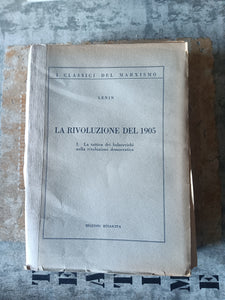 I CLASSICI DEL MARXISMO
LENIN
LA RIVOLUZIONE DEL 1905
I. La tattica dei bolscevichi
nella rivoluzione democratica
EDIZIONI RINASCITA